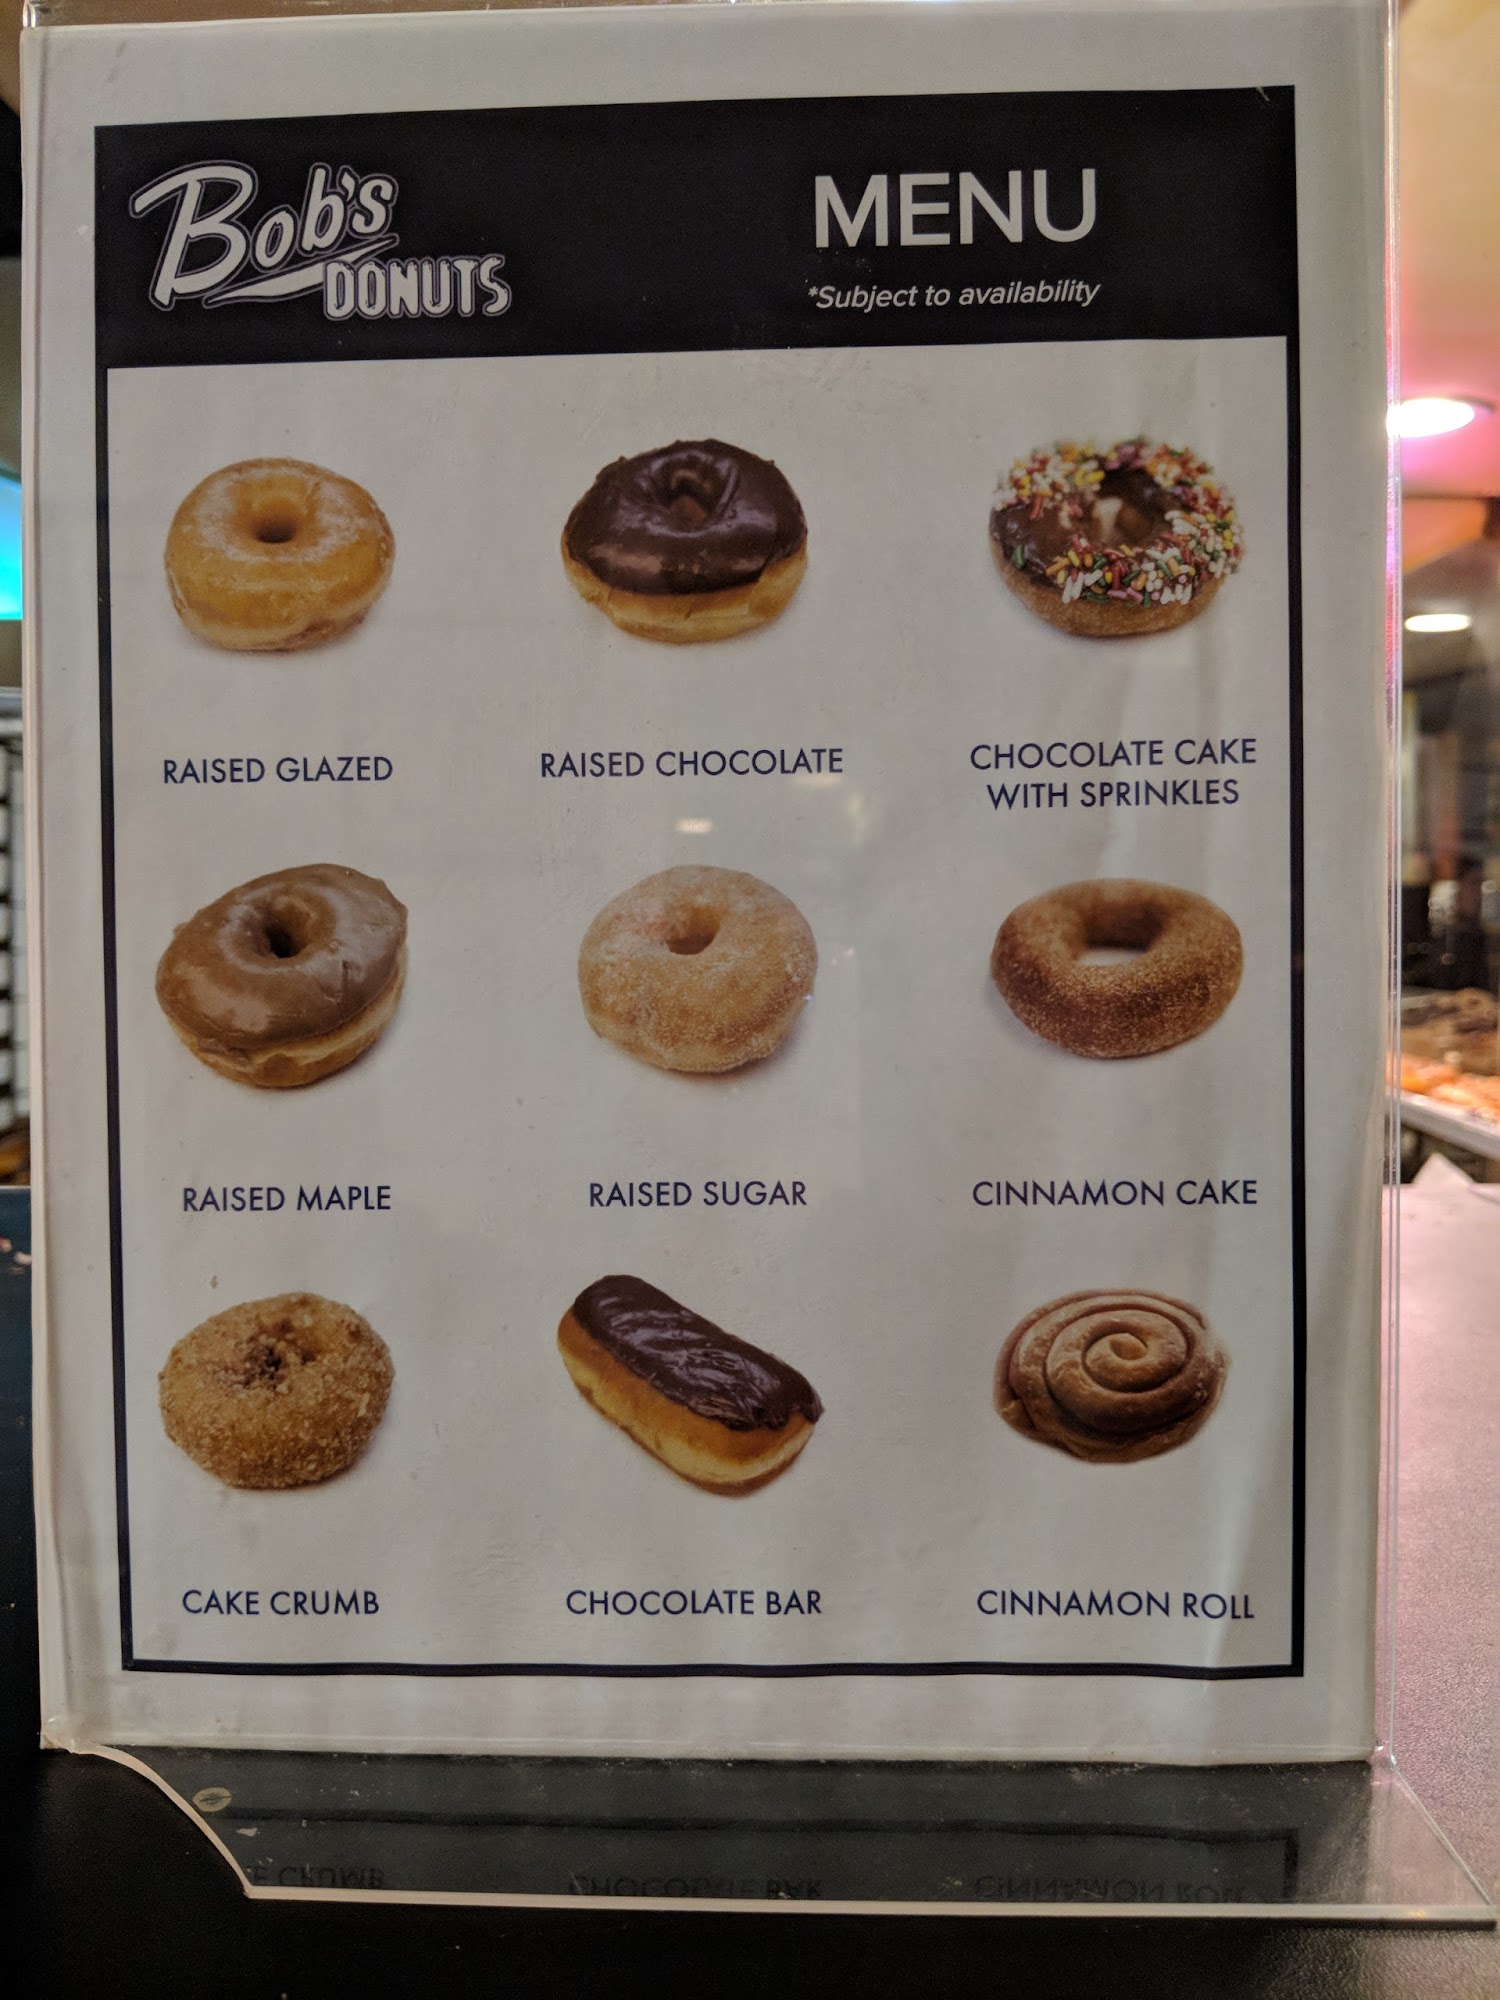 Bob's
DONUTS
MENU
*Subject to availability
RAISED GLAZED
RAISED CHOCOLATE
CHOCOLATE CAKE
WITH SPRINKLES
RAISED MAPLE
RAISED SUGAR
CINNAMON CAKE
CAKE CRUMB
CHOCOLATE BAR
CINNAMON ROLL